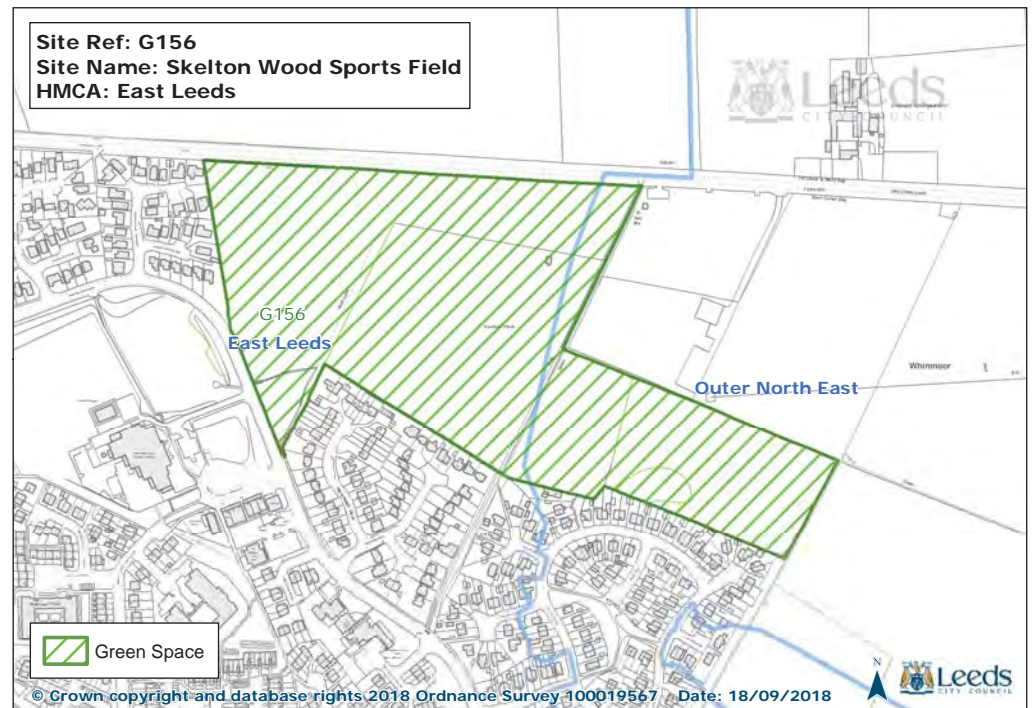 Site Ref: G156
Site Name: Skelton Wood Sports Field
HMCA: East Leeds
Leeds
CITY COUNCIL
G156
East Leeds
Outer North East
Whinmoor
Green Space
© Crown copyright and database rights 2018 Ordnance Survey 100019567 Date: 18/09/2018
N
Leeds
CITY COUNCIL